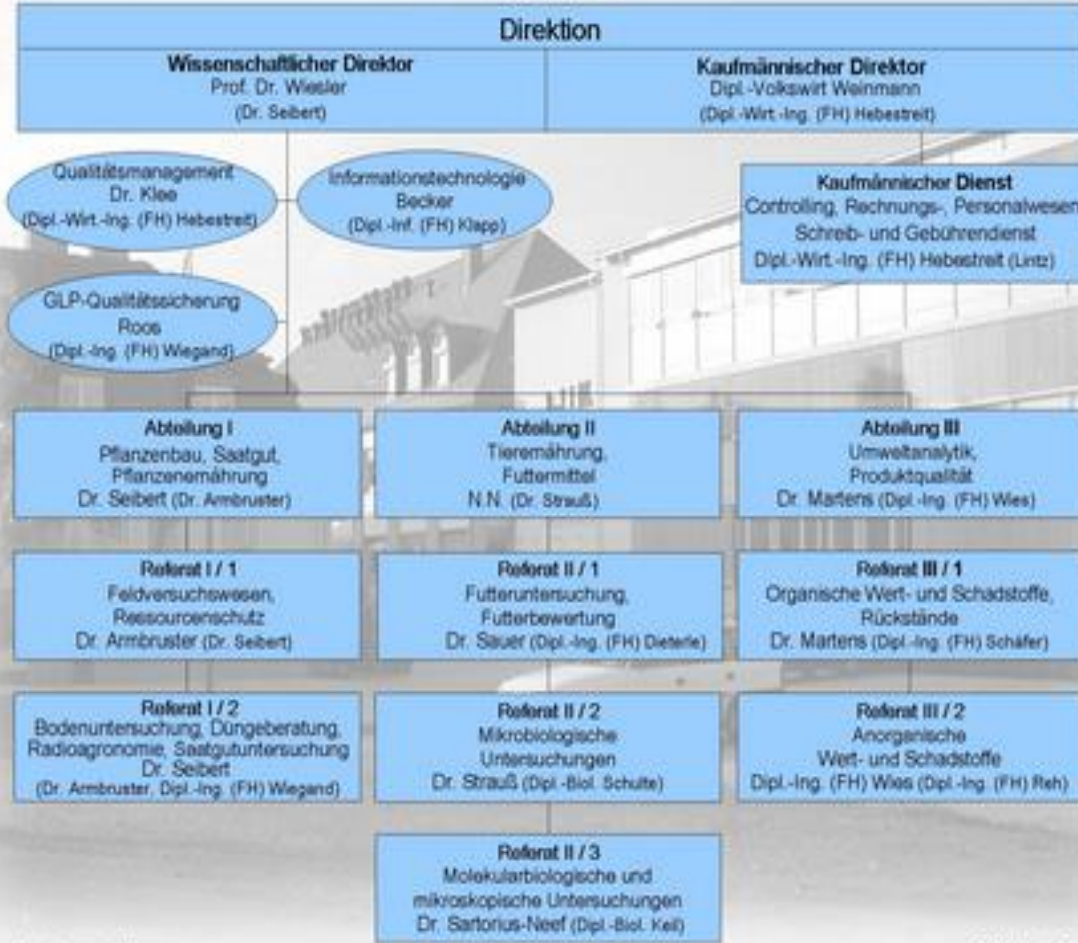 Direktion
Wissenschaftlicher Direktor
Prof. Dr. Wiesler
(Dr. Seibert)
Kaufmännischer Direktor
Dipl.-Volkswirt Weinmann
(Dipl.-Wirt.-Ing. (FH) Hebestreit)
Qualitätsmanagement
Dr. Klee
(Dipl.-Wirt.-Ing. (FH) Hebestreit)
Informationstechnologie
Becker
(Dipl.-Inf. (FH) Klapp)
Kaufmännischer Dienst
Controlling, Rechnungs-, Personalwesen
Schreib- und Gebührendienst
Dipl.-Wirt.-Ing. (FH) Hebestreit (Lintz)
GLP-Qualitätssicherung
Roos
(Dipl.-Ing. (FH) Wiegand)
Abteilung I
Pflanzenbau, Saatgut,
Pflanzenernährung
Dr. Seibert (Dr. Armbruster)
Abteilung II
Tierernährung,
Futtermittel
N.N. (Dr. Strauß)
Abteilung III
Umweltanalytik,
Produktqualität
Dr. Martens (Dipl.-Ing. (FH) Wies)
Referat I / 1
Feldversuchswesen,
Ressourcenschutz
Dr. Armbruster (Dr. Seibert)
Referat II / 1
Futteruntersuchung,
Futterbewertung
Dr. Sauer (Dipl.-Ing. (FH) Dieterle)
Referat III / 1
Organische Wert- und Schadstoffe,
Rückstände
Dr. Martens (Dipl.-Ing. (FH) Schäfer)
Referat I / 2
Bodenuntersuchung, Düngeberatung,
Radioagronomie, Saatgutuntersuchung
Dr. Seibert
(Dr. Armbruster, Dipl.-Ing. (FH) Wiegand)
Referat II / 2
Mikrobiologische
Untersuchungen
Dr. Strauß (Dipl.-Biol. Schulte)
Referat III / 2
Anorganische
Wert- und Schadstoffe
Dipl.-Ing. (FH) Wies (Dipl.-Ing. (FH) Reh)
Referat II / 3
Molekularbiologische und
mikroskopische Untersuchungen
Dr. Sartorius-Neef (Dipl.-Biol. Keil)